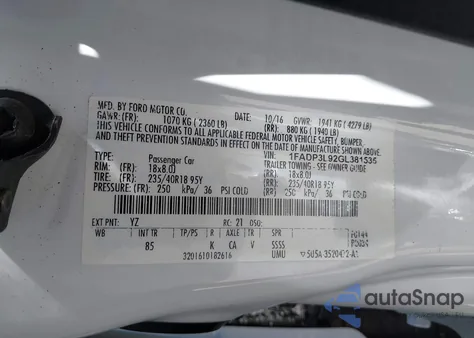 MFD. BY FORD MOTOR CO.
DATE: 10/16 GVWR: 1941 KG (4279 LB)
GAWR: (FR): 1070 KG (2360 LB) (RR): 880 KG (1940 LB)
THIS VEHICLE CONFORMS TO ALL APPLICABLE FEDERAL MOTOR VEHICLE SAFETY, BUMPER,
AND THEFT PREVENTION STANDARDS IN EFFECT ON THE DATE OF MANUFACTURE SHOWN ABOVE.
VIN: 1FADP3L92GL381535
TYPE: Passenger Car TRAILER TOWING - SEE OWNER GUIDE
RIM: (FR): 18x8.0J (RR): 18x8.0J
TIRE: (FR): 235/40R18 95Y (RR): 235/40R18 95Y
PRESSURE: (FR): 250 kPa/ 36 PSI COLD (RR): 250 kPa/ 36 PSI COLD
EXT PNT: YZ RC: 21 DSO:
WB INT TR TP/PS R AXLE TR SPR
85 K CA V SSSS
3201610182616 UMU
autoSnap